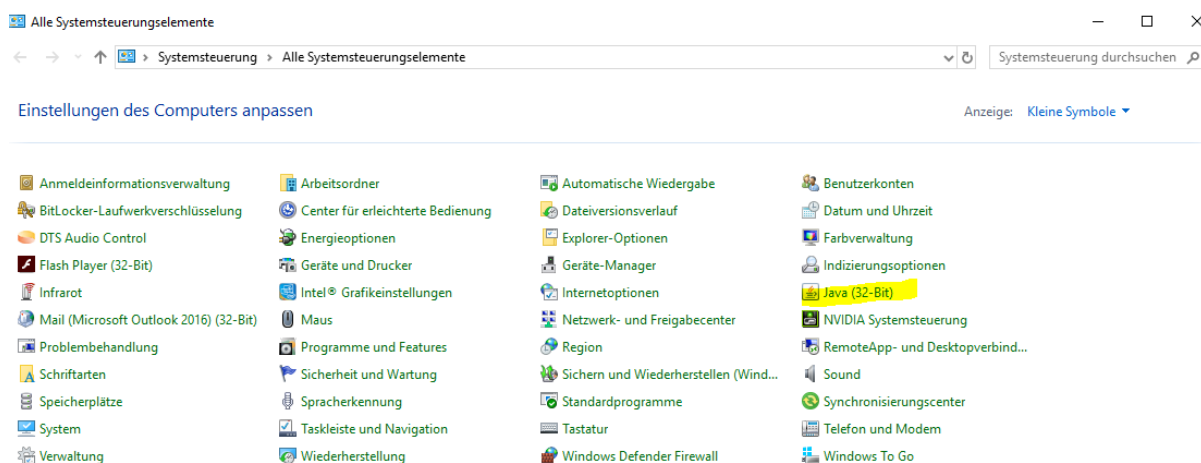 Alle Systemsteuerungselemente
Systemsteuerung > Alle Systemsteuerungselemente
Systemsteuerung durchsuchen
Einstellungen des Computers anpassen
Anzeige: Kleine Symbole
Anmeldeinformationsverwaltung
Arbeitsordner
Automatische Wiedergabe
Benutzerkonten
BitLocker-Laufwerkverschlüsselung
Center für erleichterte Bedienung
Dateiversionsverlauf
Datum und Uhrzeit
DTS Audio Control
Energieoptionen
Explorer-Optionen
Farbverwaltung
Flash Player (32-Bit)
Geräte und Drucker
Geräte-Manager
Indizierungsoptionen
Infrarot
Intel® Grafikeinstellungen
Internetoptionen
Java (32-Bit)
Mail (Microsoft Outlook 2016) (32-Bit)
Maus
Netzwerk- und Freigabecenter
NVIDIA Systemsteuerung
Problembehandlung
Programme und Features
Region
RemoteApp- und Desktopverbind...
Schriftarten
Sicherheit und Wartung
Sichern und Wiederherstellen (Wind...
Sound
Speicherplätze
Spracherkennung
Standardprogramme
Synchronisierungscenter
System
Taskleiste und Navigation
Tastatur
Telefon und Modem
Verwaltung
Wiederherstellung
Windows Defender Firewall
Windows To Go